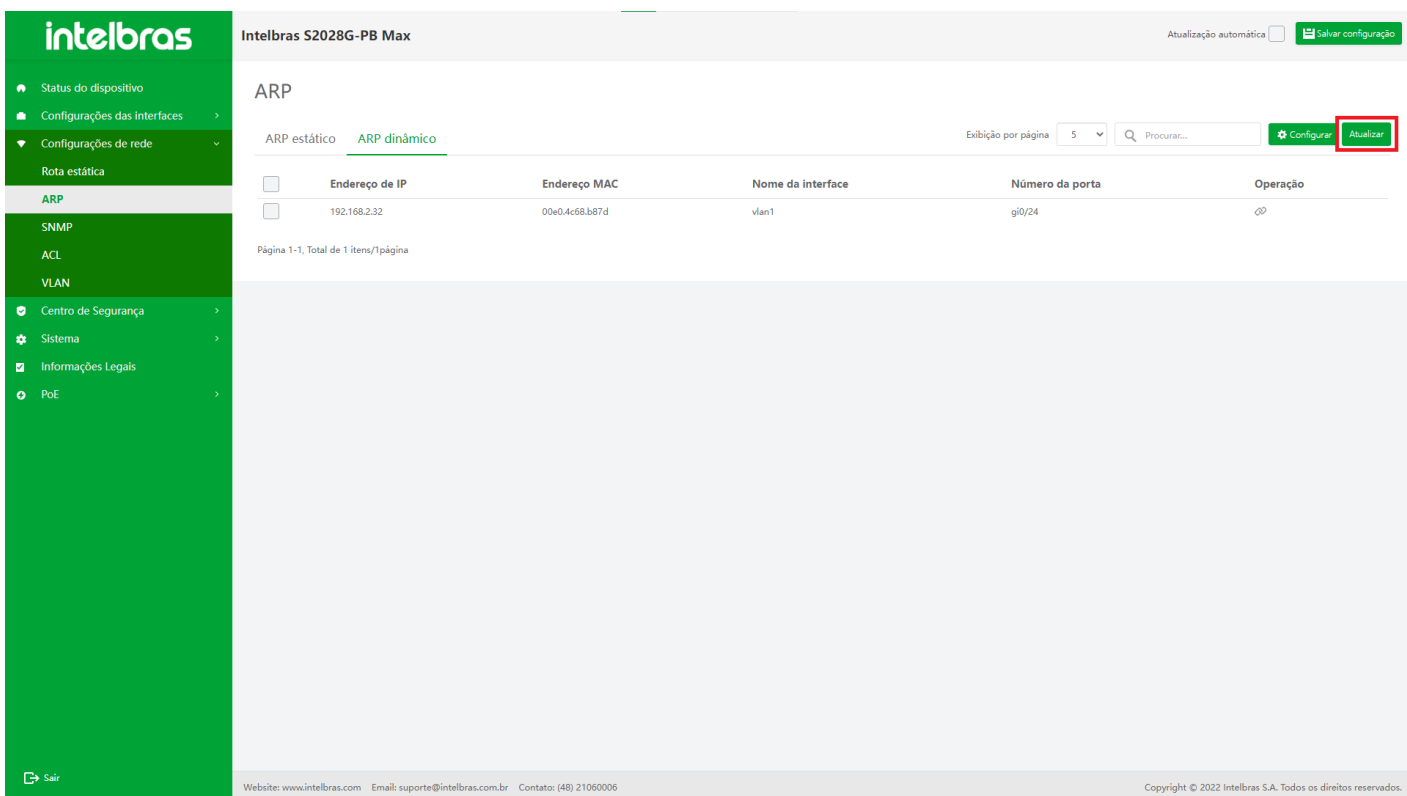 intelbras
Intelbras S2028G-PB Max
Atualização automática
Salvar configuração
Status do dispositivo
Configurações das interfaces
Configurações de rede
Rota estática
ARP
SNMP
ACL
VLAN
Centro de Segurança
Sistema
Informações Legais
PoE
Sair
ARP
ARP estático ARP dinâmico
Exibição por página 5 Procurar... Configurar Atualizar
Endereço de IP Endereço MAC Nome da interface Número da porta Operação
192.168.2.32 00e0.4c68.b87d vlan1 gi0/24
Página 1-1, Total de 1 itens/1página
Website: www.intelbras.com Email: suporte@intelbras.com.br Contato: (48) 21060006
Copyright © 2022 Intelbras S.A. Todos os direitos reservados.